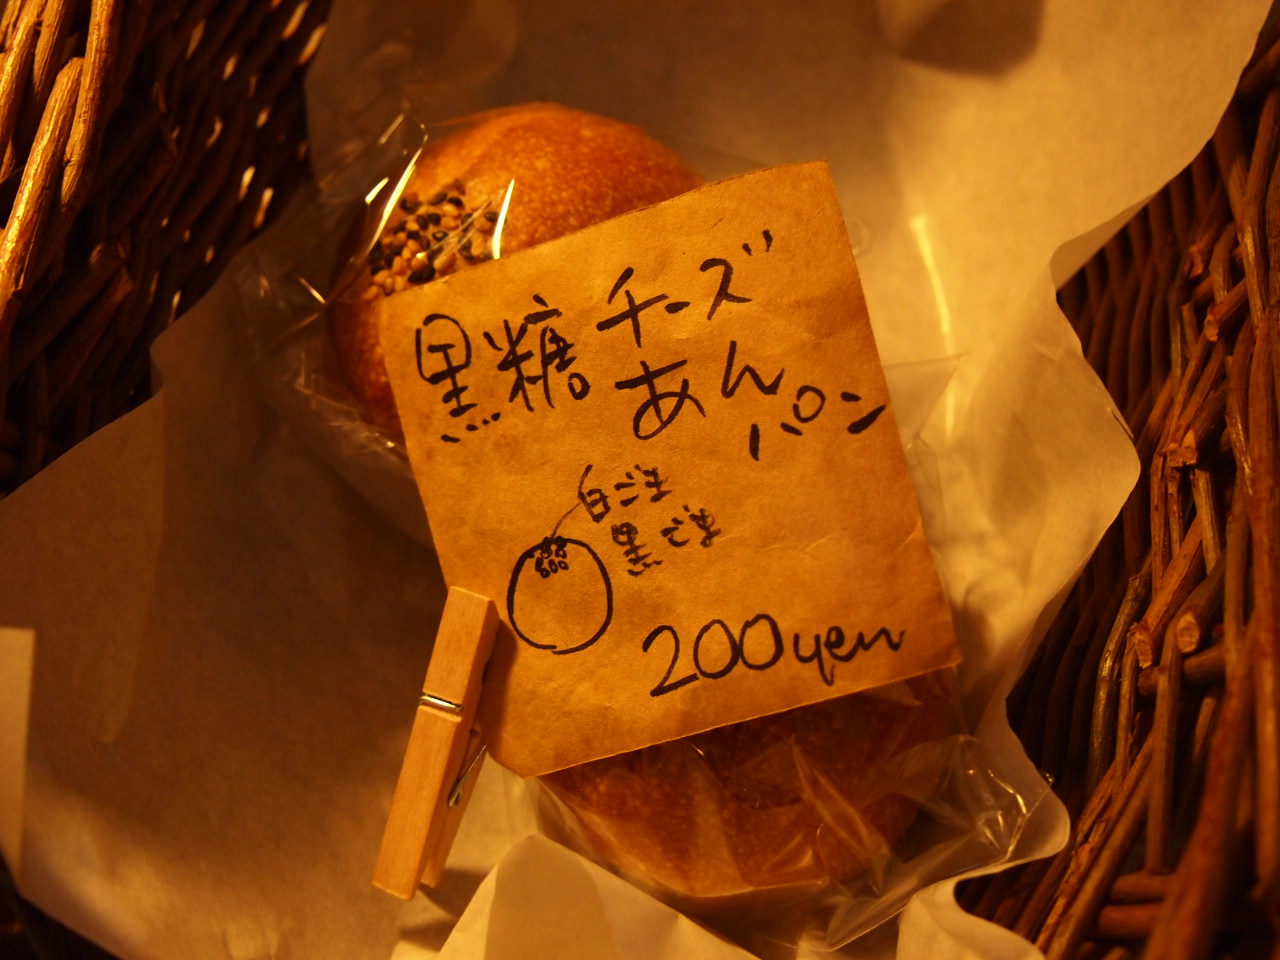 黒糖チーズ
あんパン
白ごま
黒ごま
200yen